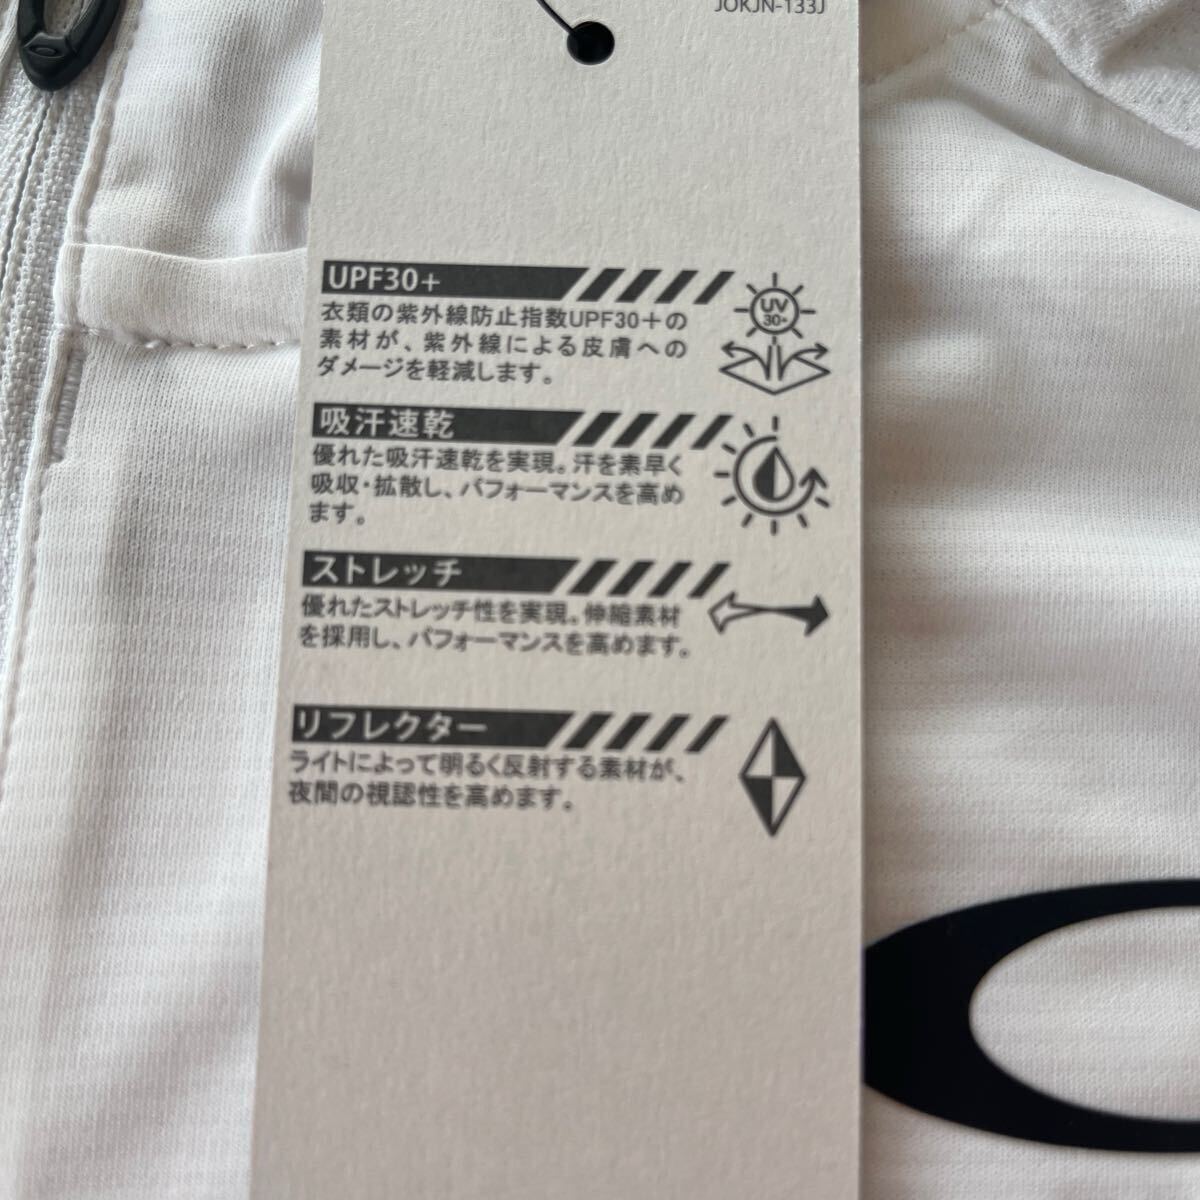 JOKJN-133J
UPF30+
衣類の紫外線防止指数UPF30+の
素材が、紫外線による皮膚への
ダメージを軽減します。
UV
30+
吸汗速乾
優れた吸汗速乾を実現。汗を素早く
吸収・拡散し、パフォーマンスを高め
ます。
ストレッチ
優れたストレッチ性を実現。伸縮素材
を採用し、パフォーマンスを高めます。
リフレクター
ライトによって明るく反射する素材が、
夜間の視認性を高めます。